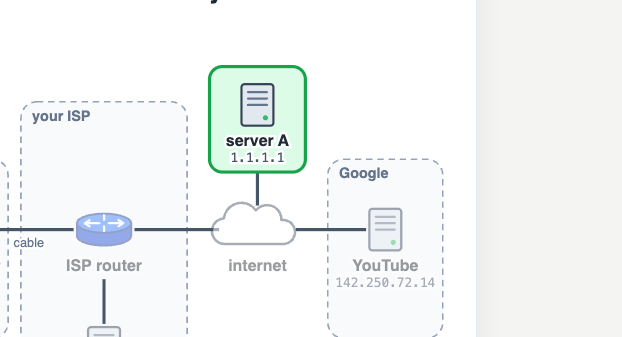 your ISP
server A
1.1.1.1
Google
cable
ISP router
internet
YouTube
142.250.72.14